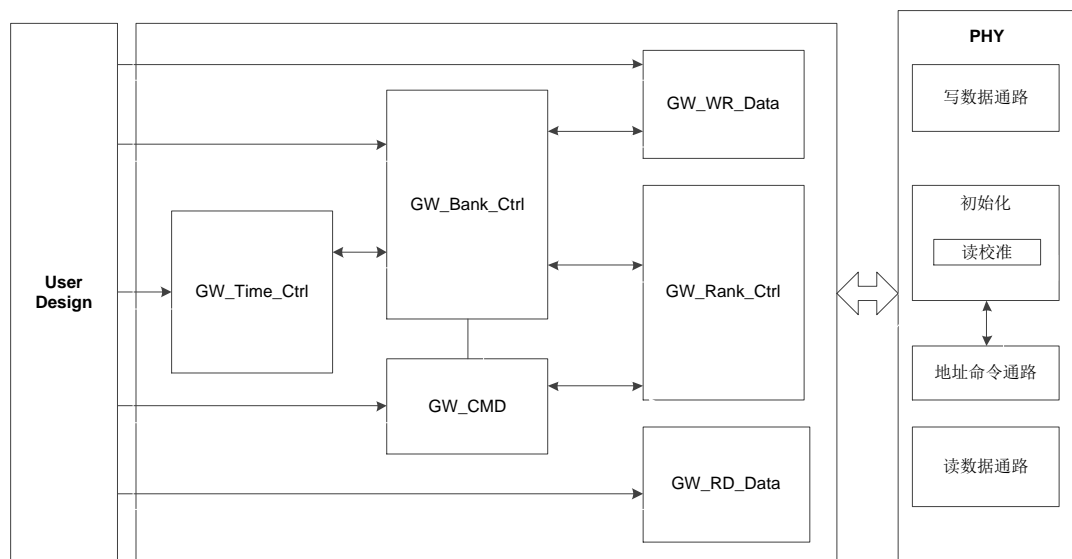 PHY
写数据通路
GW_WR_Data
GW_Bank_Ctrl
初始化
读校准
User
Design
GW_Time_Ctrl
GW_Rank_Ctrl
地址命令通路
GW_CMD
读数据通路
GW_RD_Data